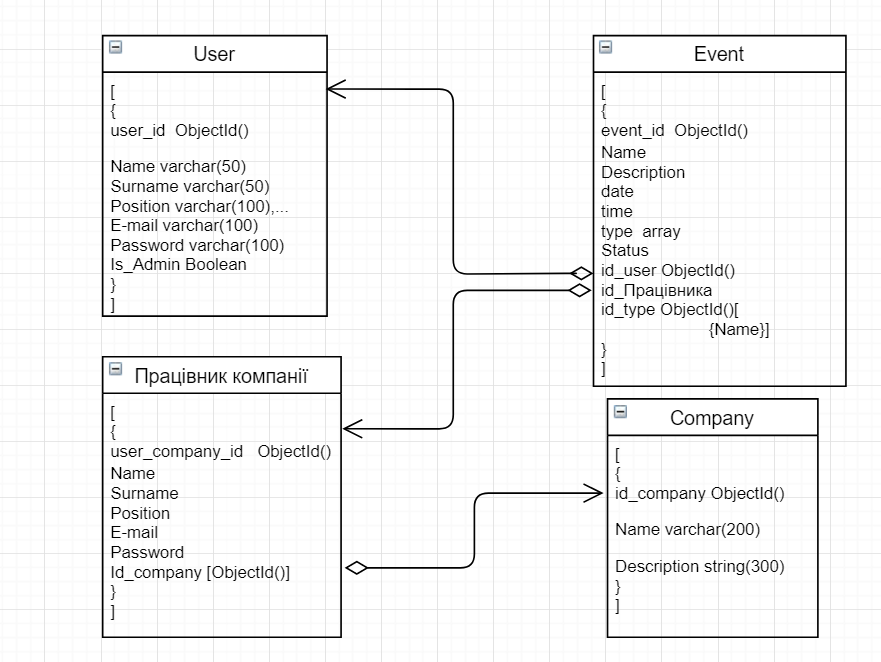 User
[
{
user_id ObjectId()
Name varchar(50)
Surname varchar(50)
Position varchar(100),...
E-mail varchar(100)
Password varchar(100)
Is_Admin Boolean
}
]
Event
[
{
event_id ObjectId()
Name
Description
date
time
type array
Status
id_user ObjectId()
id_Працівника
id_type ObjectId()[
{Name}]
}
]
Працівник компанії
[
{
user_company_id ObjectId()
Name
Surname
Position
E-mail
Password
Id_company [ObjectId()]
}
]
Company
[
{
id_company ObjectId()
Name varchar(200)
Description string(300)
}
]